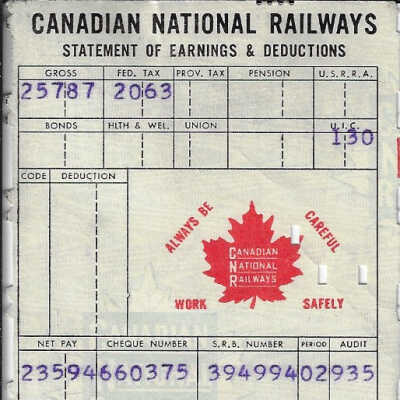 CANADIAN NATIONAL RAILWAYS
STATEMENT OF EARNINGS & DEDUCTIONS
GROSS FED. TAX PROV. TAX PENSION U.S.R.R.A.
25787 2063
BONDS HLTH & WEL. UNION U.I.C.
130
CODE DEDUCTION
ALWAYS BE CAREFUL
CANADIAN
NATIONAL
RAILWAYS
WORK SAFELY
NET PAY CHEQUE NUMBER S.R.B. NUMBER PERIOD AUDIT
23594660375 39499402935